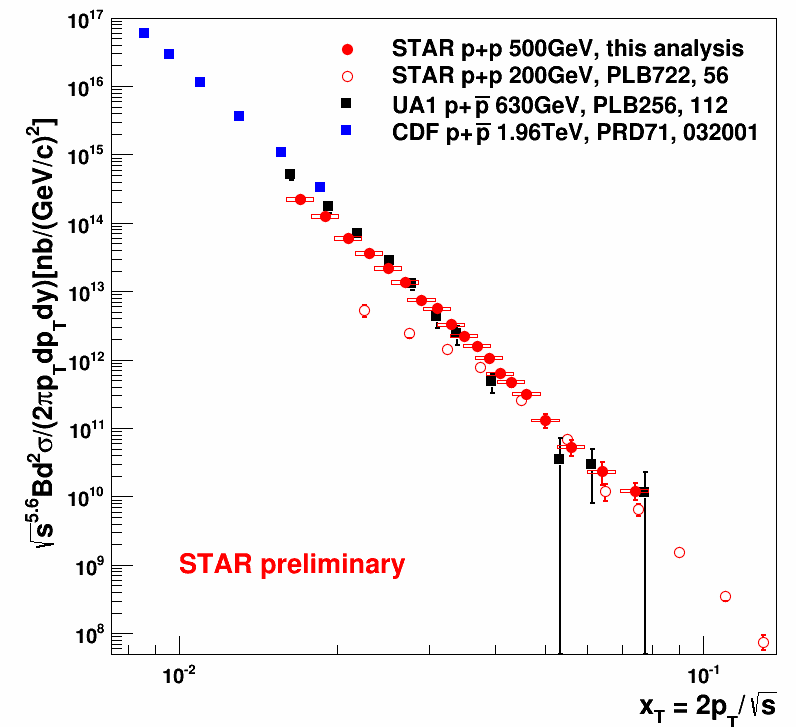 10^17
10^16
10^15
10^14
10^13
10^12
10^11
10^10
10^9
10^8
√s^5.6 Bd^2σ/(2πp_T dp_T dy)[nb/(GeV/c)^2]
STAR p+p 500GeV, this analysis
STAR p+p 200GeV, PLB722, 56
UA1 p+p̅ 630GeV, PLB256, 112
CDF p+p̅ 1.96TeV, PRD71, 032001
STAR preliminary
10^-2 10^-1
x_T = 2p_T/√s